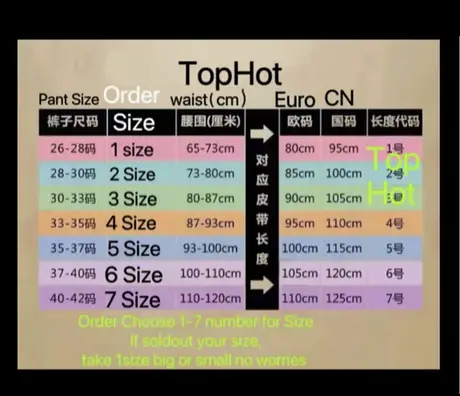 TopHot
Pant Size Order waist(cm) Euro CN
裤子尺码 Size 腰围(厘米) 欧码 国码 长度代码
26-28码 1 size 65-73cm 80cm 95cm 1号
28-30码 2 Size 73-80cm 85cm 100cm 2号
30-33码 3 Size 80-87cm 90cm 105cm 3号
33-35码 4 Size 87-93cm 95cm 110cm 4号
35-37码 5 Size 93-100cm 100cm 115cm 5号
37-40码 6 Size 100-110cm 105cm 120cm 6号
40-42码 7 Size 110-120cm 110cm 125cm 7号
对应皮带长度
Top
Hot
Order Choose 1-7 number for Size
If soldout your size,
take 1size big or small no worries